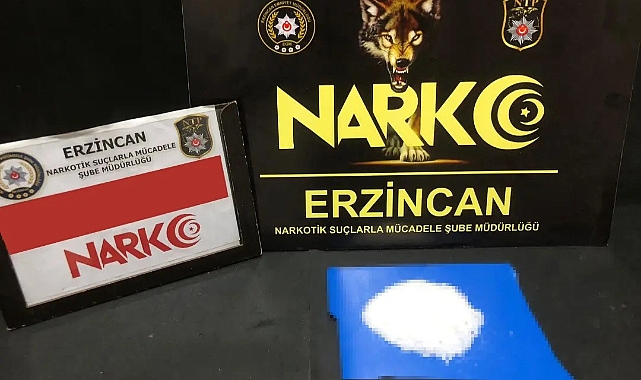 ERZİNCAN
NARKOTİK SUÇLARLA MÜCADELE
ŞUBE MÜDÜRLÜĞÜ
NARKO
NTP
NARKO
ERZİNCAN
NARKOTİK SUÇLARLA MÜCADELE ŞUBE MÜDÜRLÜĞÜ